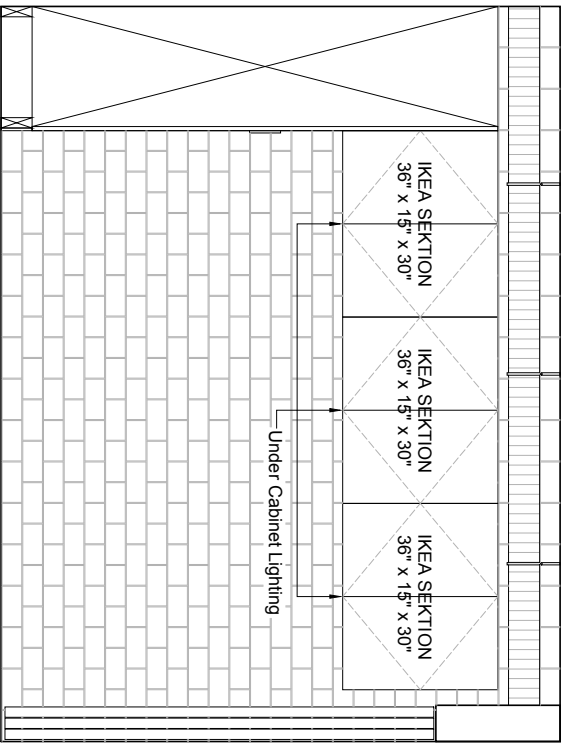 IKEA SEKTION
36" x 15" x 30"
IKEA SEKTION
36" x 15" x 30"
IKEA SEKTION
36" x 15" x 30"
Under Cabinet Lighting